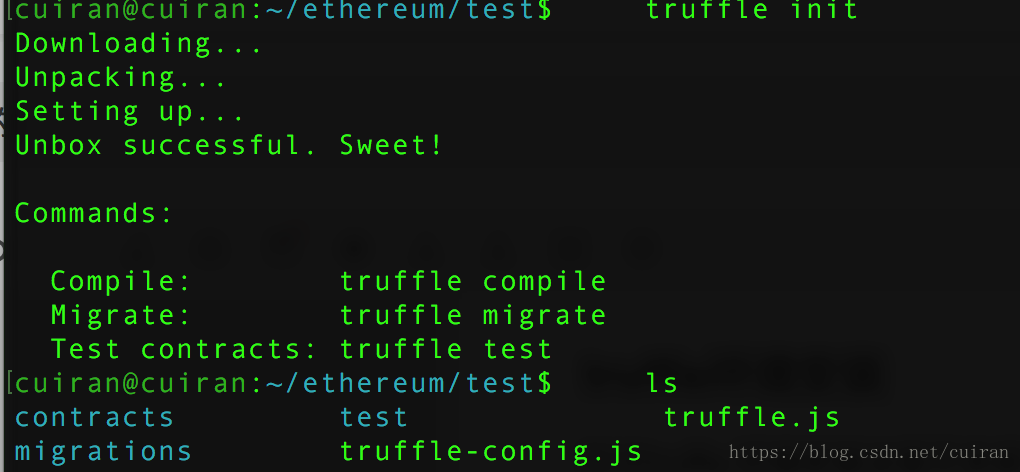 [cuiran@cuiran:~/ethereum/test$ truffle init
Downloading...
Unpacking...
Setting up...
Unbox successful. Sweet!
Commands:
Compile: truffle compile
Migrate: truffle migrate
Test contracts: truffle test
[cuiran@cuiran:~/ethereum/test$ ls
contracts test truffle.js
migrations truffle-config.js
https://blog.csdn.net/cuiran